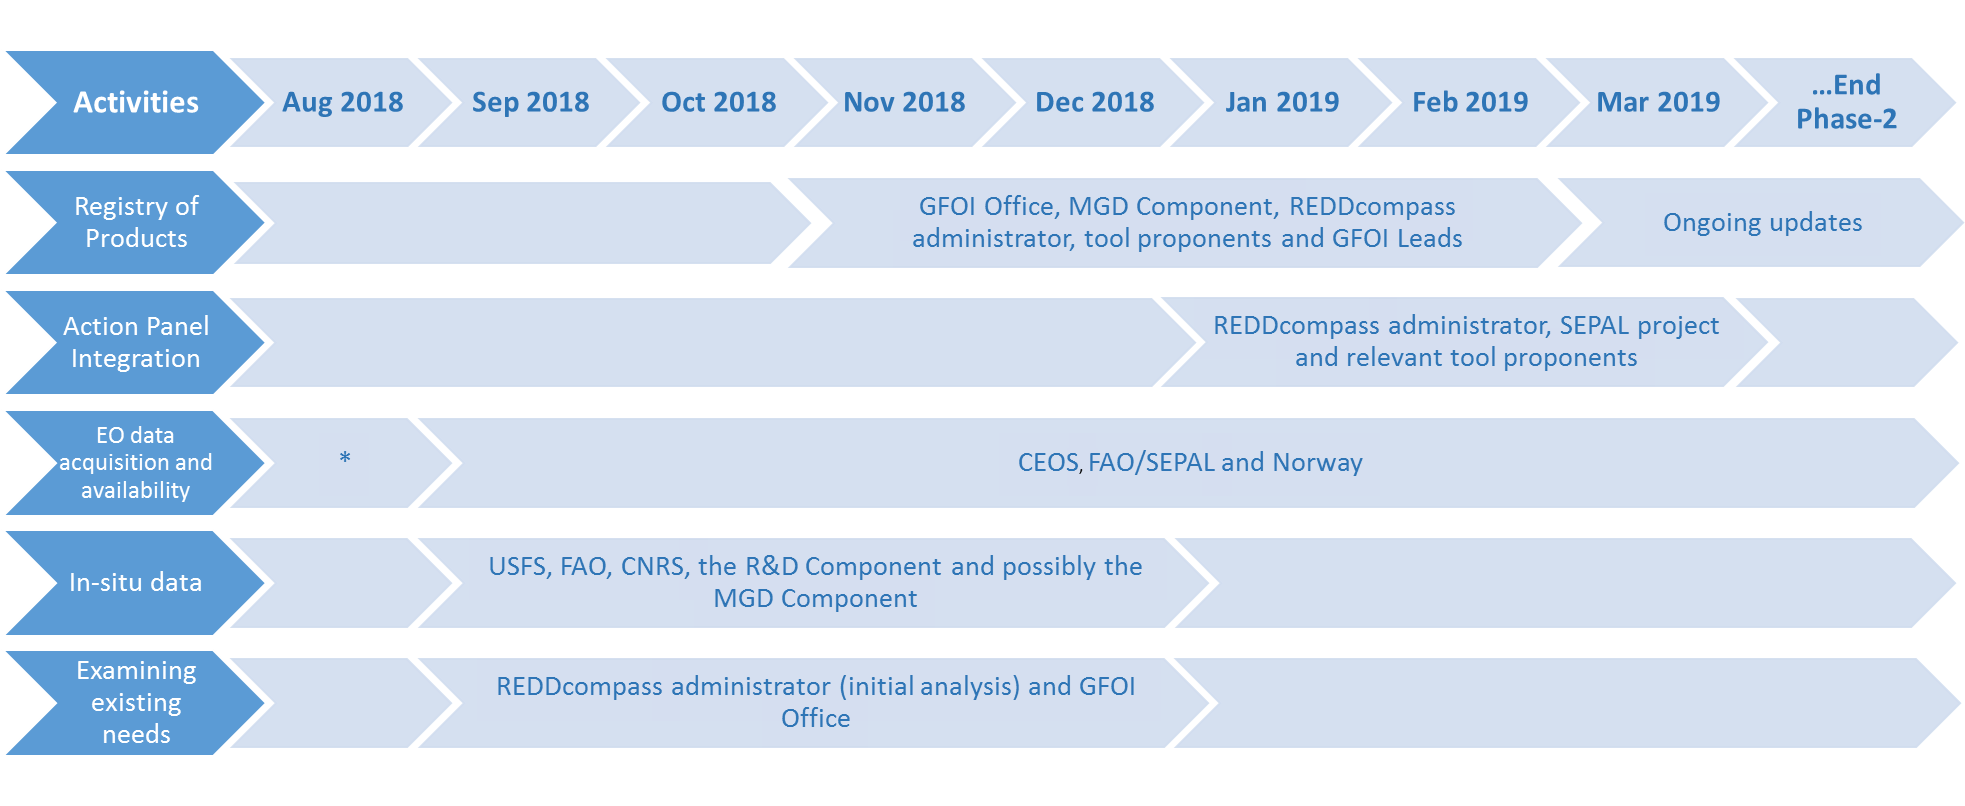 Activities
Aug 2018
Sep 2018
Oct 2018
Nov 2018
Dec 2018
Jan 2019
Feb 2019
Mar 2019
...End
Phase-2
Registry of
Products
GFOI Office, MGD Component, REDDcompass
administrator, tool proponents and GFOI Leads
Ongoing updates
Action Panel
Integration
REDDcompass administrator, SEPAL project
and relevant tool proponents
EO data
acquisition and
availability
*
CEOS, FAO/SEPAL and Norway
In-situ data
USFS, FAO, CNRS, the R&D Component and possibly the
MGD Component
Examining
existing
needs
REDDcompass administrator (initial analysis) and GFOI
Office